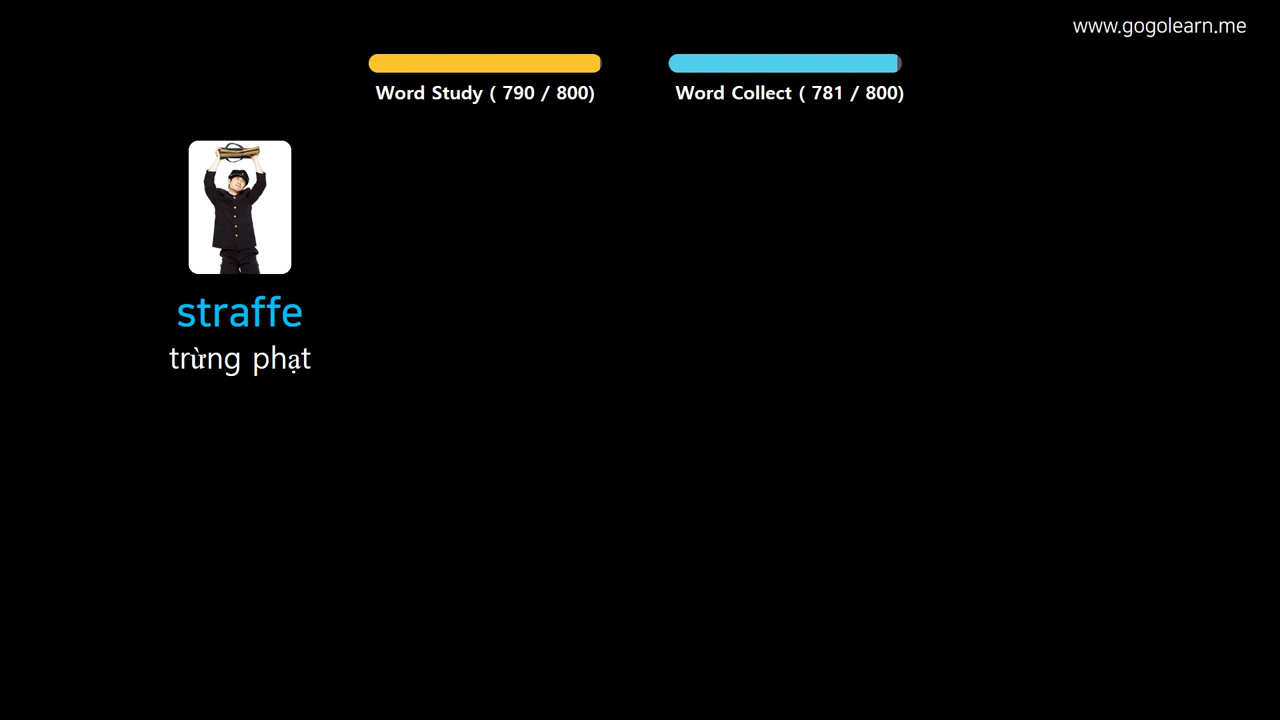 www.gogolearn.me
Word Study ( 790 / 800)
Word Collect ( 781 / 800)
straffe
trừng phạt